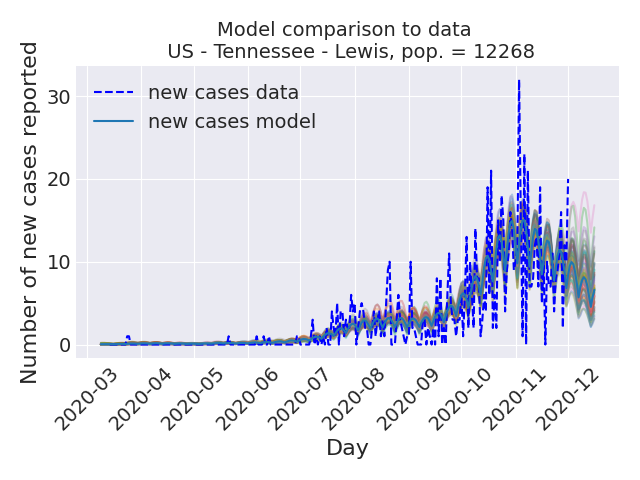 Model comparison to data
US - Tennessee - Lewis, pop. = 12268
Number of new cases reported
30
20
10
0
new cases data
new cases model
2020-03
2020-04
2020-05
2020-06
2020-07
2020-08
2020-09
2020-10
2020-11
2020-12
Day